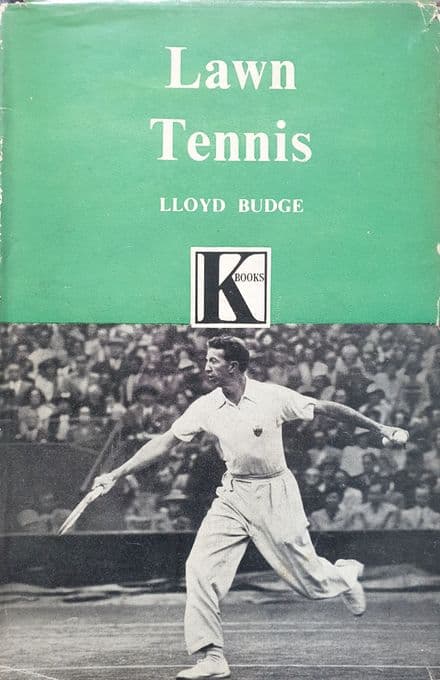 Lawn
Tennis
LLOYD BUDGE
K BOOKS